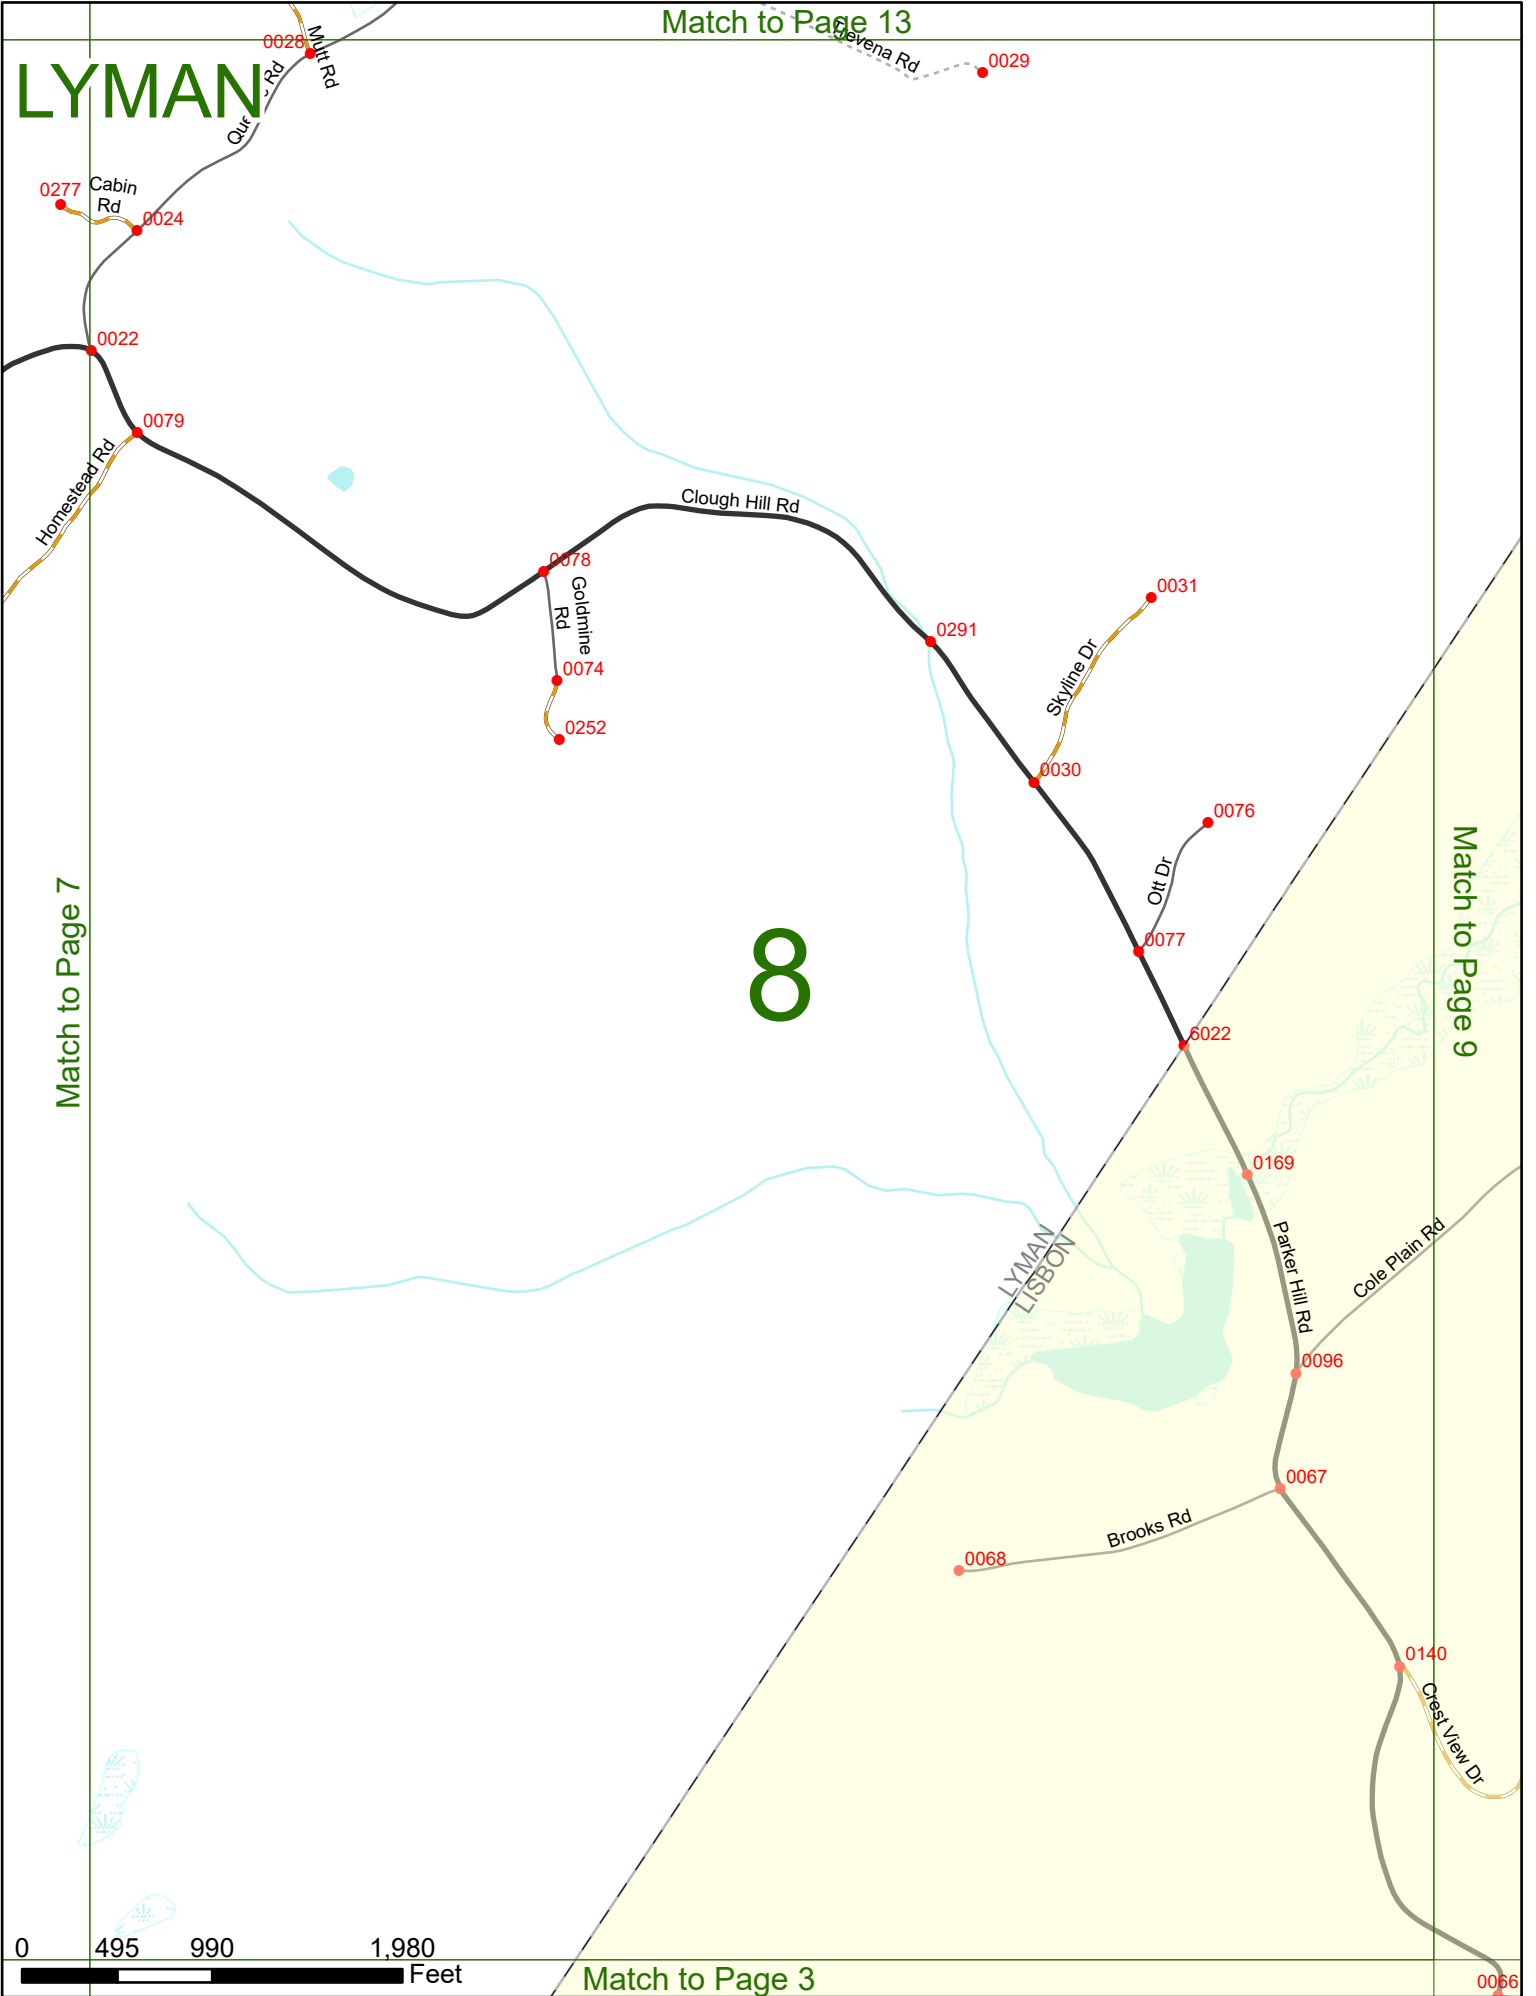 Match to Page 13
0028
Mutt Rd
Trevena Rd
0029
LYMAN
Rd
0277
Cabin
Rd
0024
0022
0079
Homestead Rd
Clough Hill Rd
0078
Goldmine
Rd
0031
0291
Skyline Dr
0074
0252
0030
0076
Ott Dr
Match to Page 7
8
Match to Page 9
0077
6022
0169
LYMAN
LISBON
Parker Hill Rd
Cole Plain Rd
0096
0067
Brooks Rd
0068
0140
Crest View Dr
0 495 990 1,980
Feet
Match to Page 3
0066